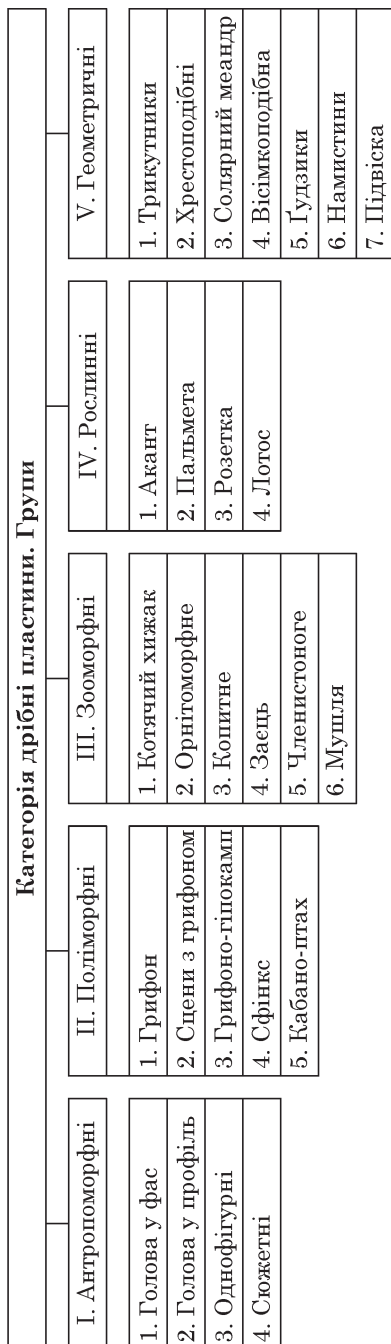 Категорія дрібні пластини. Групи
I. Антропоморфні
1. Голова у фас
2. Голова у профіль
3. Однофігурні
4. Сюжетні
II. Поліморфні
1. Грифон
2. Сцени з грифоном
3. Грифоно-гіпокамп
4. Сфінкс
5. Кабано-птах
III. Зооморфні
1. Котячий хижак
2. Орнітоморфне
3. Копитне
4. Заєць
5. Членистоноге
6. Мушля
IV. Рослинні
1. Акант
2. Пальмета
3. Розетка
4. Лотос
V. Геометричні
1. Трикутники
2. Хрестоподібні
3. Солярний меандр
4. Вісімкоподібна
5. Ґудзики
6. Намистини
7. Підвіска